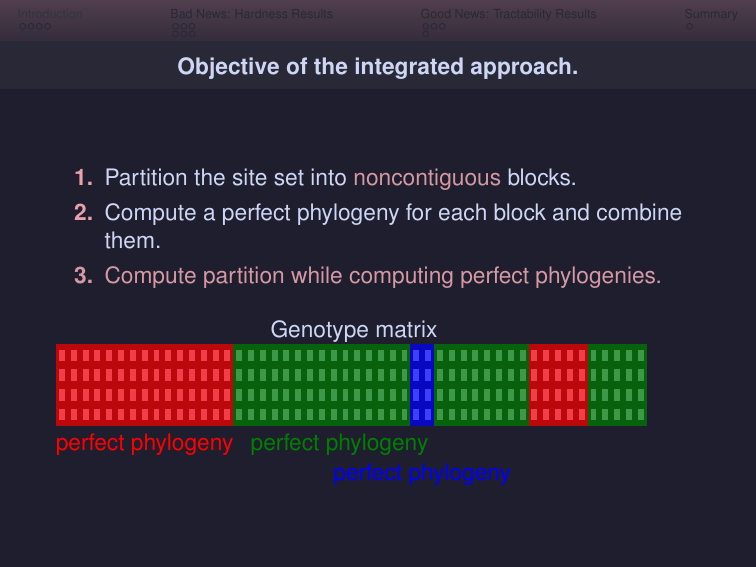 Introduction Bad News: Hardness Results Good News: Tractability Results Summary
Objective of the integrated approach.
1. Partition the site set into noncontiguous blocks.
2. Compute a perfect phylogeny for each block and combine
them.
3. Compute partition while computing perfect phylogenies.
Genotype matrix
perfect phylogeny perfect phylogeny
perfect phylogeny